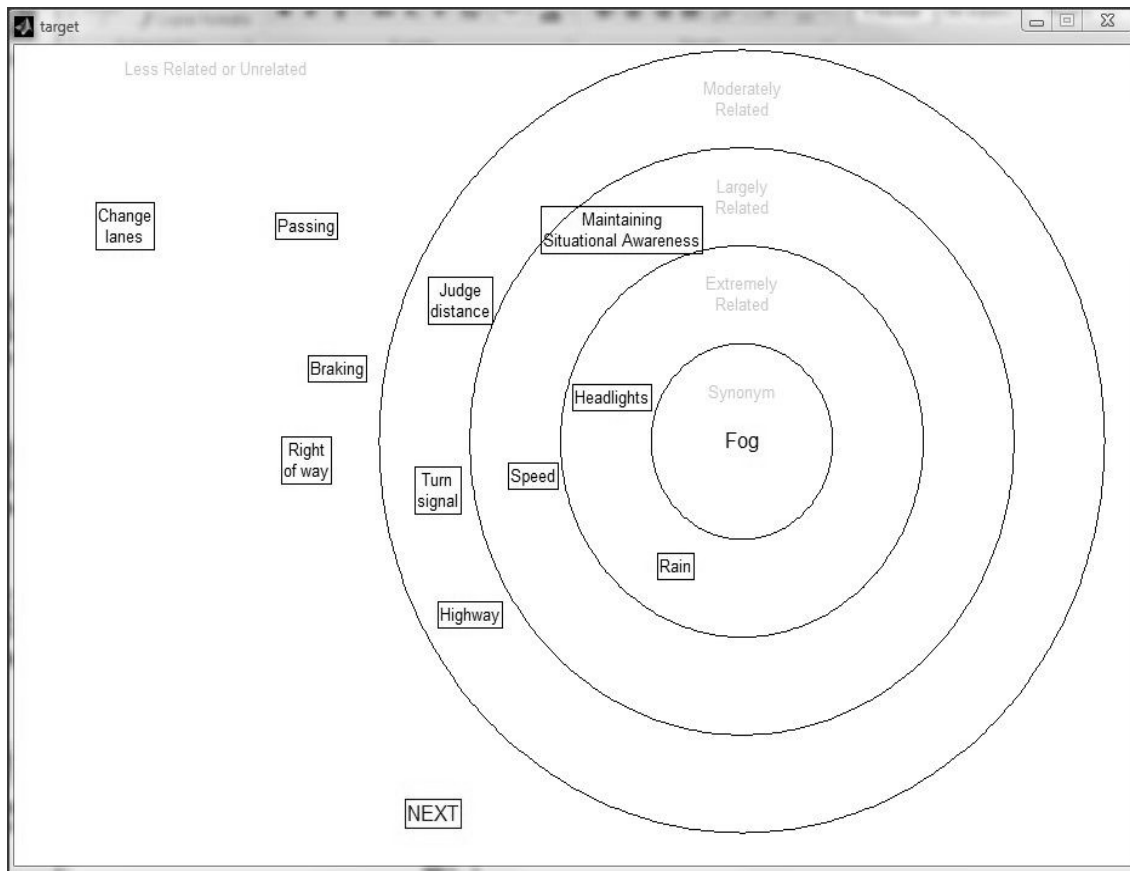 target
Less Related or Unrelated
Moderately
Related
Largely
Related
Change
lanes
Passing
Maintaining
Situational Awareness
Extremely
Related
Judge
distance
Braking
Headlights
Synonym
Fog
Right
of way
Turn
signal
Speed
Rain
Highway
NEXT